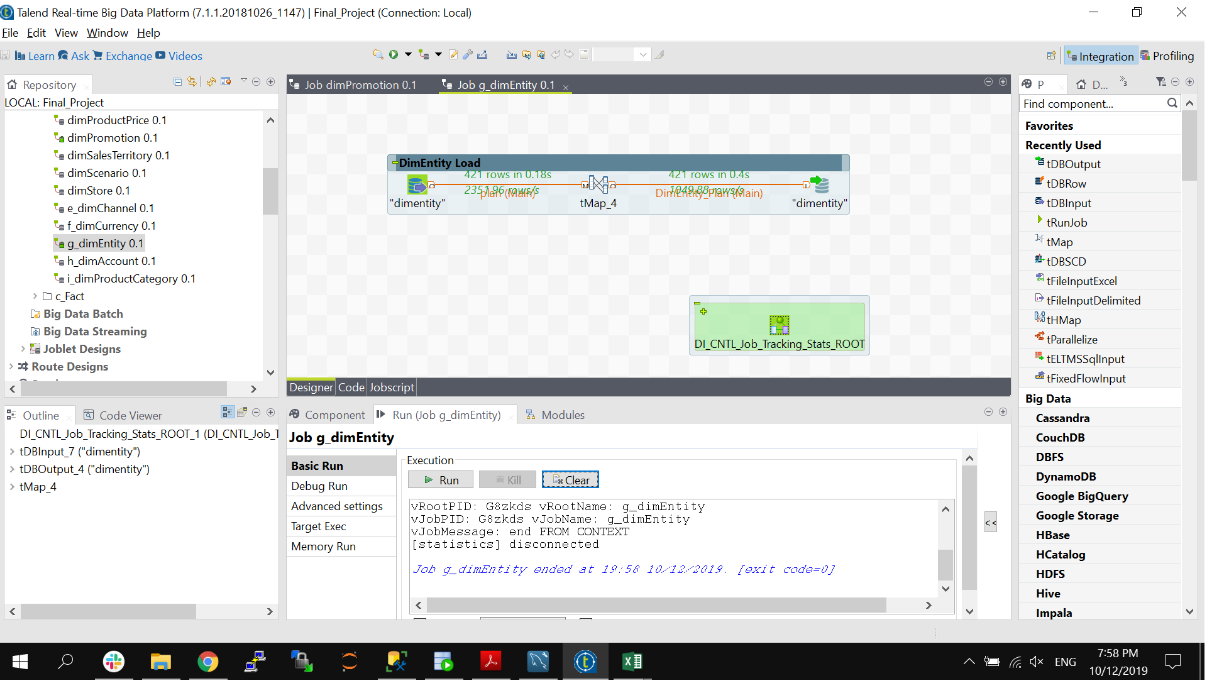 Talend Real-time Big Data Platform (7.1.1.20181026_1147) | Final_Project (Connection: Local)
File Edit View Window Help
Learn Ask Exchange Videos
Integration Profiling
Repository
LOCAL: Final_Project
dimProductPrice 0.1
dimPromotion 0.1
dimSalesTerritory 0.1
dimScenario 0.1
dimStore 0.1
e_dimChannel 0.1
f_dimCurrency 0.1
g_dimEntity 0.1
h_dimAccount 0.1
i_dimProductCategory 0.1
c_Fact
Big Data Batch
Big Data Streaming
Joblet Designs
Route Designs
Job dimPromotion 0.1
Job g_dimEntity 0.1
DimEntity Load
421 rows in 0.18s
2351.96 rows/s
plan (Main)
421 rows in 0.4s
1049.88 rows/s
DimEntity_Plan (Main)
"dimentity"
tMap_4
"dimentity"
DI_CNTL_Job_Tracking_Stats_ROOT
Designer Code Jobscript
P
D...
Find component...
Favorites
Recently Used
tDBOutput
tDBRow
tDBInput
tRunJob
tMap
tDBSCD
tFileInputExcel
tFileInputDelimited
tHMap
tParallelize
tELTMSSqlInput
tFixedFlowInput
Big Data
Cassandra
CouchDB
DBFS
DynamoDB
Google BigQuery
Google Storage
HBase
HCatalog
HDFS
Hive
Impala
Outline
Code Viewer
DI_CNTL_Job_Tracking_Stats_ROOT_1 (DI_CNTL_Job_T
tDBInput_7 ("dimentity")
tDBOutput_4 ("dimentity")
tMap_4
Component
Run (Job g_dimEntity)
Modules
Job g_dimEntity
Basic Run
Debug Run
Advanced settings
Target Exec
Memory Run
Execution
Run
Kill
Clear
vRootPID: G8zkds vRootName: g_dimEntity
vJobPID: G8zkds vJobName: g_dimEntity
vJobMessage: end FROM CONTEXT
[statistics] disconnected
Job g_dimEntity ended at 19:58 10/12/2019. [exit code=0]
<<
ENG
7:58 PM
10/12/2019